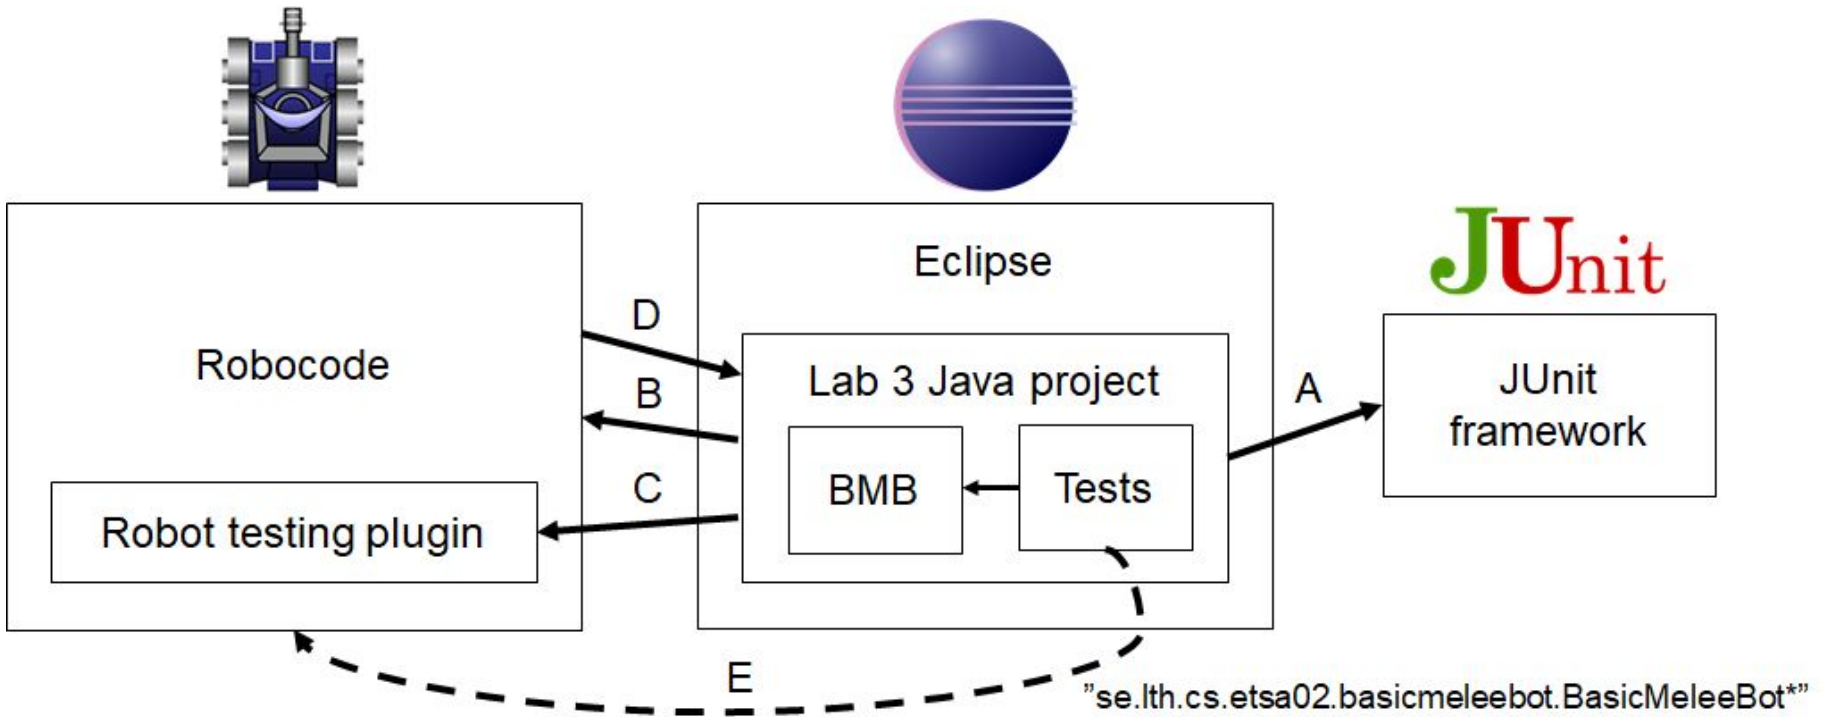 Eclipse
JUnit
D
Robocode
Lab 3 Java project
B
A
JUnit
framework
C
BMB
Tests
Robot testing plugin
E
”se.lth.cs.etsa02.basicmeleebot.BasicMeleeBot*”